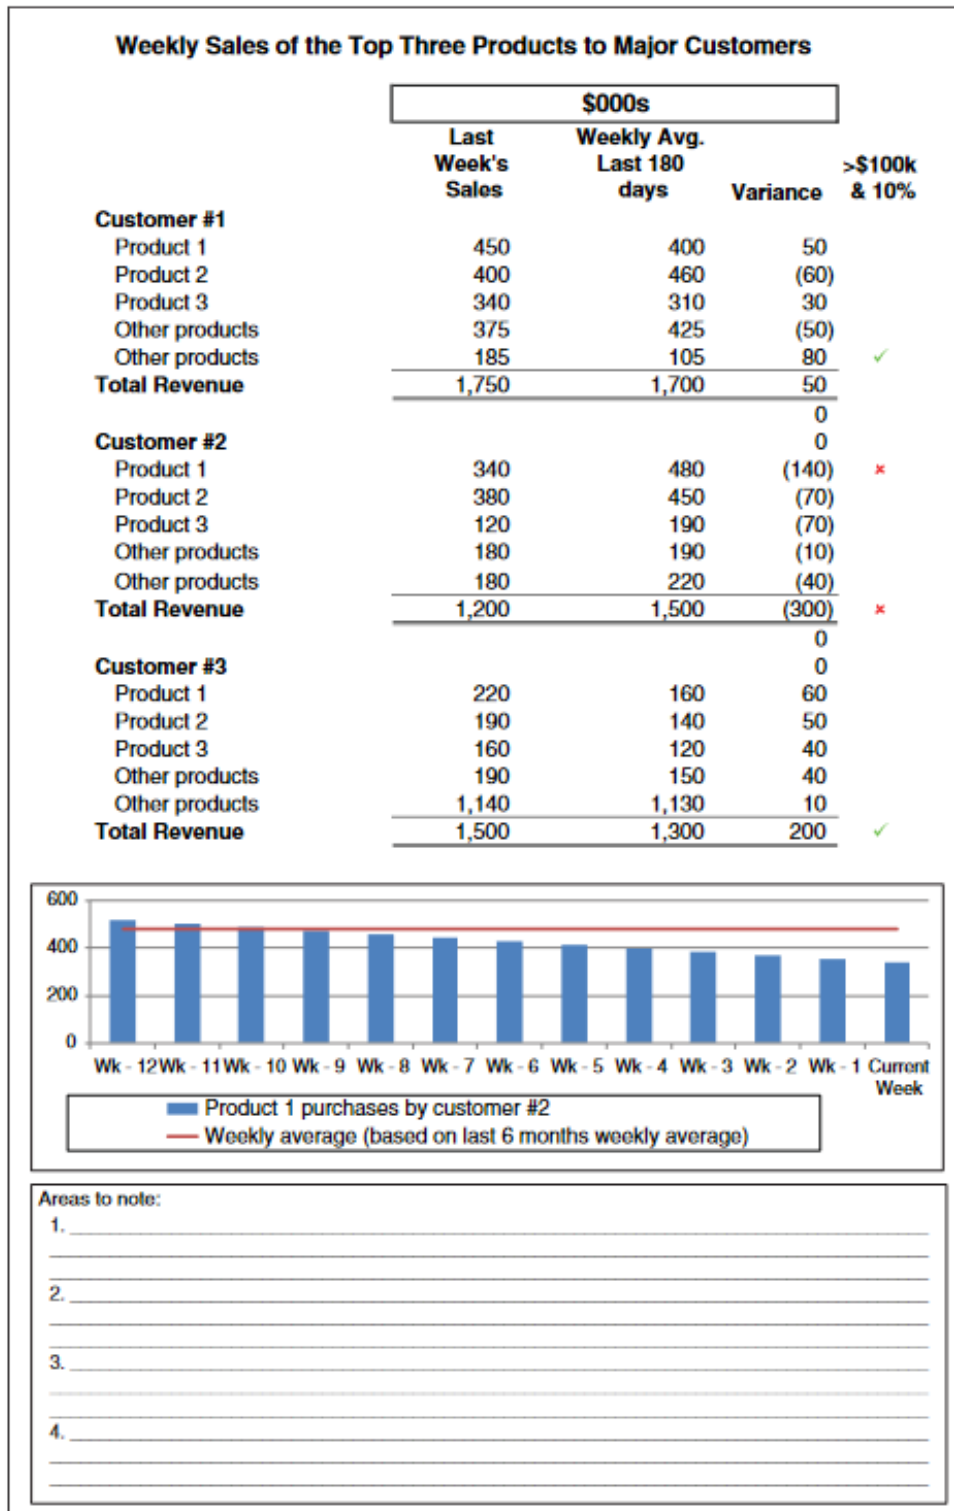 Weekly Sales of the Top Three Products to Major Customers
$000s
Last Week's Sales Weekly Avg. Last 180 days Variance >$100k & 10%
Customer #1
Product 1 450 400 50
Product 2 400 460 (60)
Product 3 340 310 30
Other products 375 425 (50)
Other products 185 105 80 ✓
Total Revenue 1,750 1,700 50
0
Customer #2 0
Product 1 340 480 (140) ×
Product 2 380 450 (70)
Product 3 120 190 (70)
Other products 180 190 (10)
Other products 180 220 (40)
Total Revenue 1,200 1,500 (300) ×
0
Customer #3 0
Product 1 220 160 60
Product 2 190 140 50
Product 3 160 120 40
Other products 190 150 40
Other products 1,140 1,130 10
Total Revenue 1,500 1,300 200 ✓
600
400
200
0
Wk - 12 Wk - 11 Wk - 10 Wk - 9 Wk - 8 Wk - 7 Wk - 6 Wk - 5 Wk - 4 Wk - 3 Wk - 2 Wk - 1 Current Week
Product 1 purchases by customer #2
Weekly average (based on last 6 months weekly average)
Areas to note:
1.
2.
3.
4.